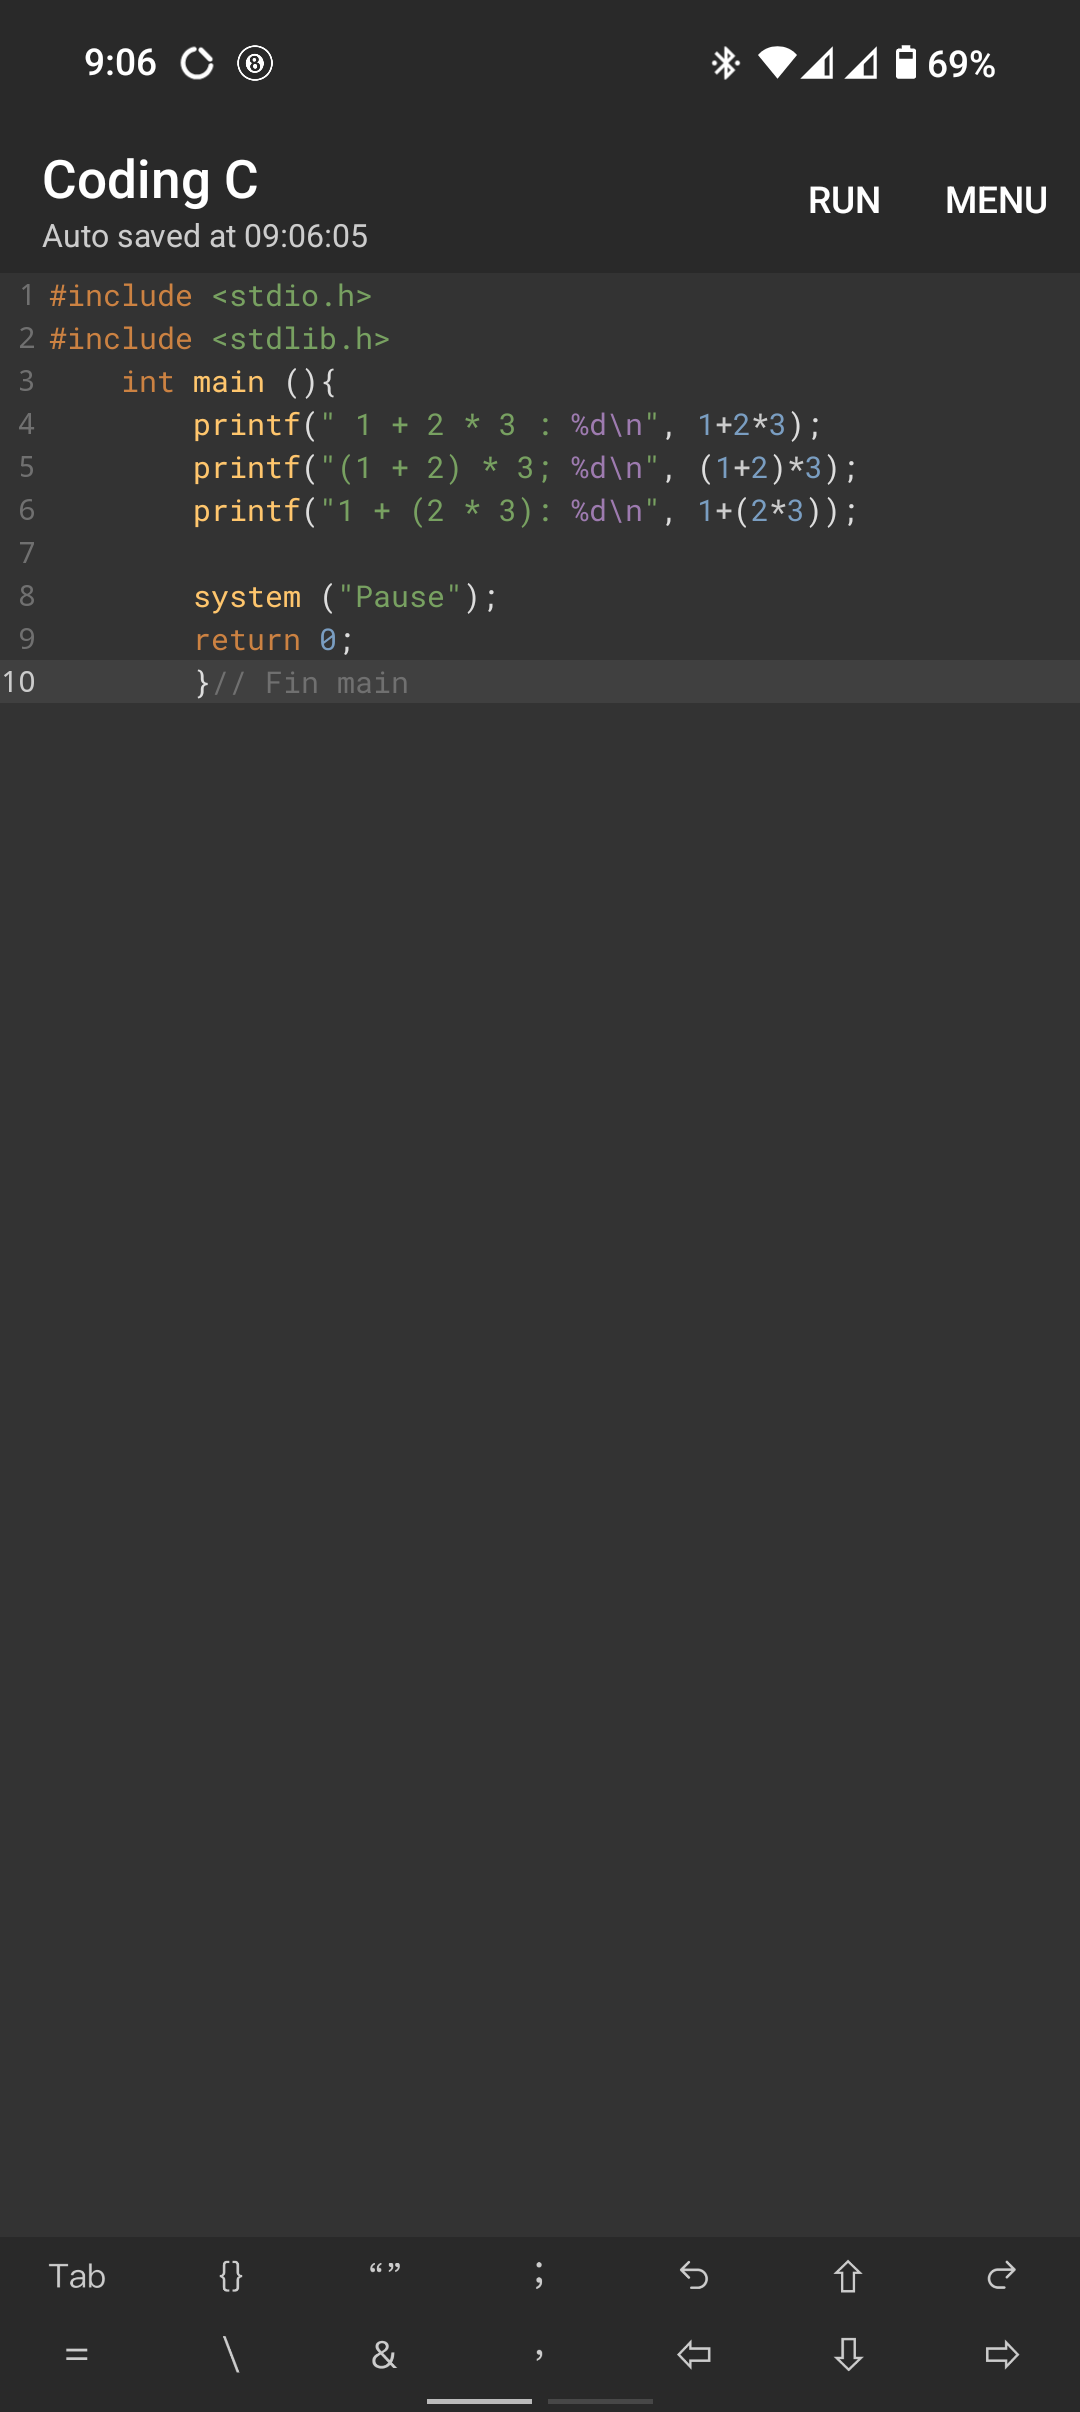 9:06 69%
Coding C
Auto saved at 09:06:05
RUN MENU
1 #include <stdio.h>
2 #include <stdlib.h>
3     int main (){
4         printf(" 1 + 2 * 3 : %d\n", 1+2*3);
5         printf("(1 + 2) * 3; %d\n", (1+2)*3);
6         printf("1 + (2 * 3): %d\n", 1+(2*3));
7
8         system ("Pause");
9         return 0;
10         }// Fin main
Tab {} “” ;
= \ & ,